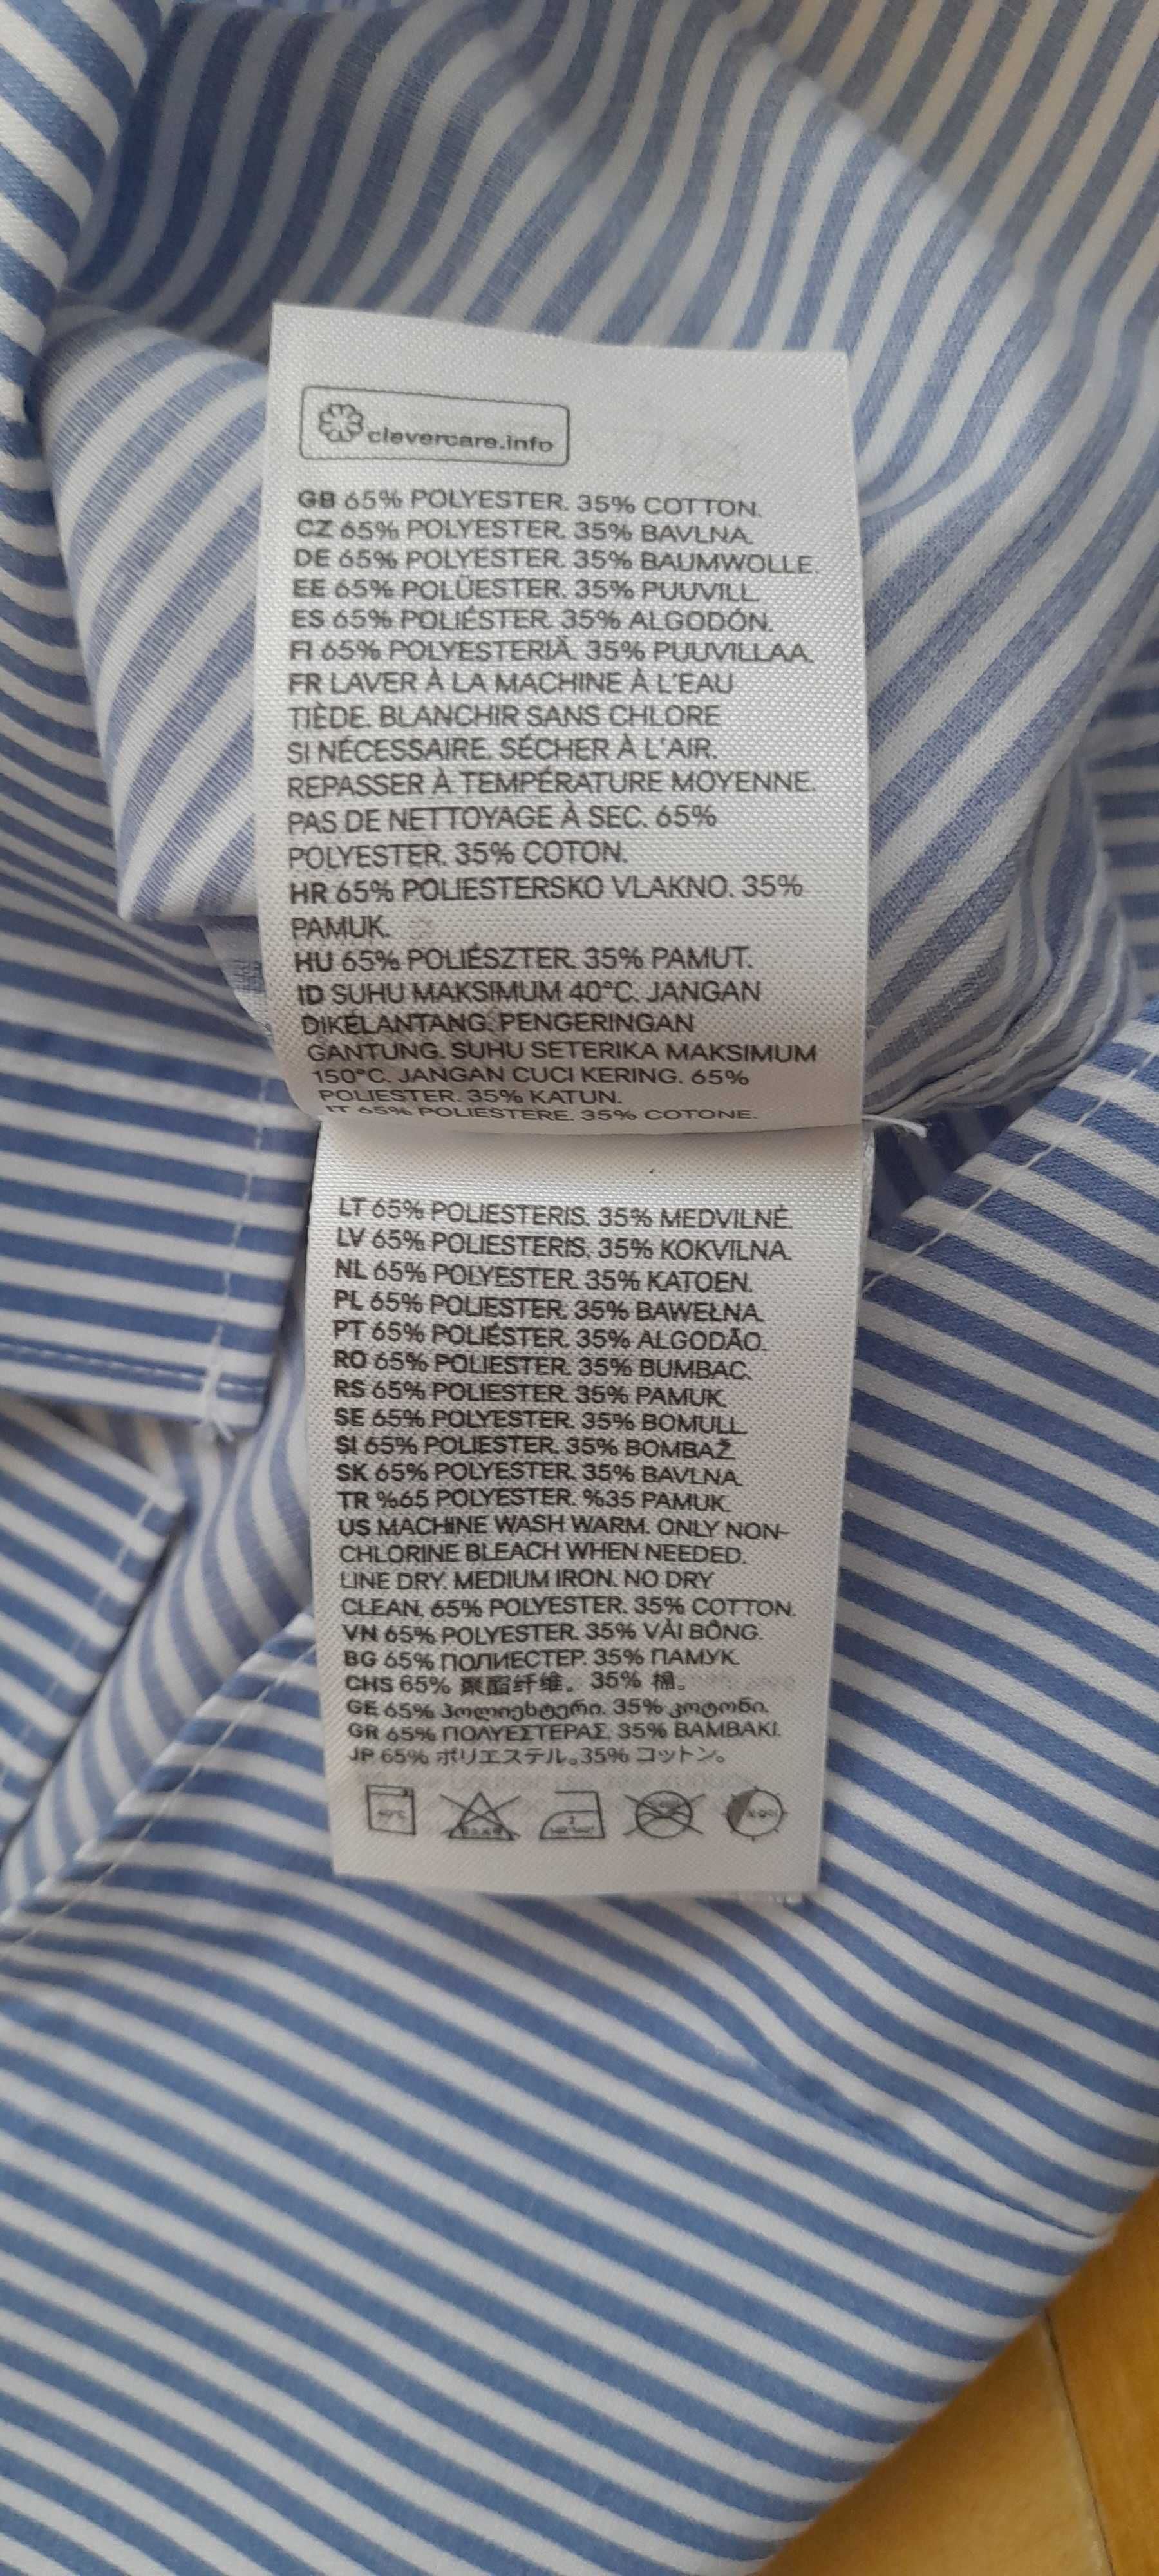 clevercare.info
GB 65% POLYESTER. 35% COTTON.
CZ 65% POLYESTER. 35% BAVLNA.
DE 65% POLYESTER. 35% BAUMWOLLE.
EE 65% POLÜESTER. 35% PUUVILL.
ES 65% POLIÉSTER. 35% ALGODÓN.
FI 65% POLYESTERIÄ. 35% PUUVILLAA.
FR LAVER À LA MACHINE À L'EAU
TIÈDE. BLANCHIR SANS CHLORE
SI NÉCESSAIRE. SÉCHER À L'AIR.
REPASSER À TEMPÉRATURE MOYENNE.
PAS DE NETTOYAGE À SEC. 65%
POLYESTER. 35% COTON.
HR 65% POLIESTERSKO VLAKNO. 35%
PAMUK.
HU 65% POLIÉSZTER. 35% PAMUT.
ID SUHU MAKSIMUM 40°C. JANGAN
DIKELANTANG. PENGERINGAN
GANTUNG. SUHU SETERIKA MAKSIMUM
150°C. JANGAN CUCI KERING. 65%
POLIESTER. 35% KATUN.
IT 65% POLIESTERE. 35% COTONE.
LT 65% POLIESTERIS. 35% MEDVILNĖ.
LV 65% POLIESTERIS. 35% KOKVILNA.
NL 65% POLYESTER. 35% KATOEN.
PL 65% POLIESTER. 35% BAWEŁNA.
PT 65% POLIÉSTER. 35% ALGODÃO.
RO 65% POLIESTER. 35% BUMBAC.
RS 65% POLIESTER. 35% PAMUK.
SE 65% POLYESTER. 35% BOMULL.
SI 65% POLIESTER. 35% BOMBAŽ.
SK 65% POLYESTER. 35% BAVLNA.
TR %65 POLYESTER. %35 PAMUK.
US MACHINE WASH WARM. ONLY NON-
CHLORINE BLEACH WHEN NEEDED.
LINE DRY. MEDIUM IRON. NO DRY
CLEAN. 65% POLYESTER. 35% COTTON.
VN 65% POLYESTER. 35% VẢI BÔNG.
BG 65% ПОЛИЕСТЕР. 35% ПАМУК.
CHS 65% 聚酯纤维。35% 棉。
GE 65% პოლიესტერი. 35% კოტონი.
GR 65% ΠΟΛΥΕΣΤΕΡΑΣ. 35% ΒΑΜΒΑΚΙ.
JP 65% ポリエステル。35% コットン。
40°C